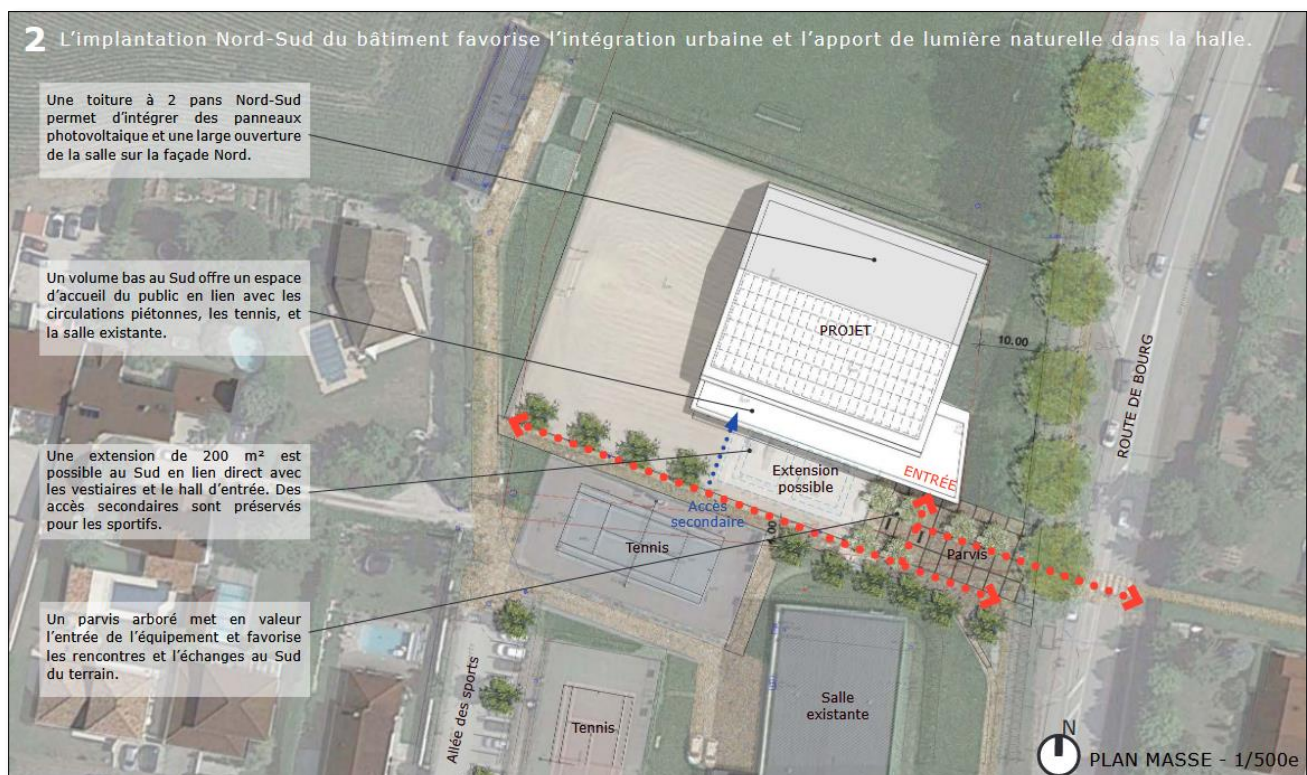 2 L'implantation Nord-Sud du bâtiment favorise l'intégration urbaine et l'apport de lumière naturelle dans la halle.
Une toiture à 2 pans Nord-Sud
permet d'intégrer des panneaux
photovoltaique et une large ouverture
de la salle sur la façade Nord.
Un volume bas au Sud offre un espace
d'accueil du public en lien avec les
circulations piétonnes, les tennis, et
la salle existante.
Une extension de 200 m² est
possible au Sud en lien direct avec
les vestiaires et le hall d'entrée. Des
accès secondaires sont préservés
pour les sportifs.
Un parvis arboré met en valeur
l'entrée de l'équipement et favorise
les rencontres et l'échanges au Sud
du terrain.
PROJET
10.00
ROUTE DE BOURG
ENTRÉE
Extension
possible
Accès
secondaire
Tennis
Parvis
Allée des sports
Tennis
Salle
existante
N
PLAN MASSE - 1/500e